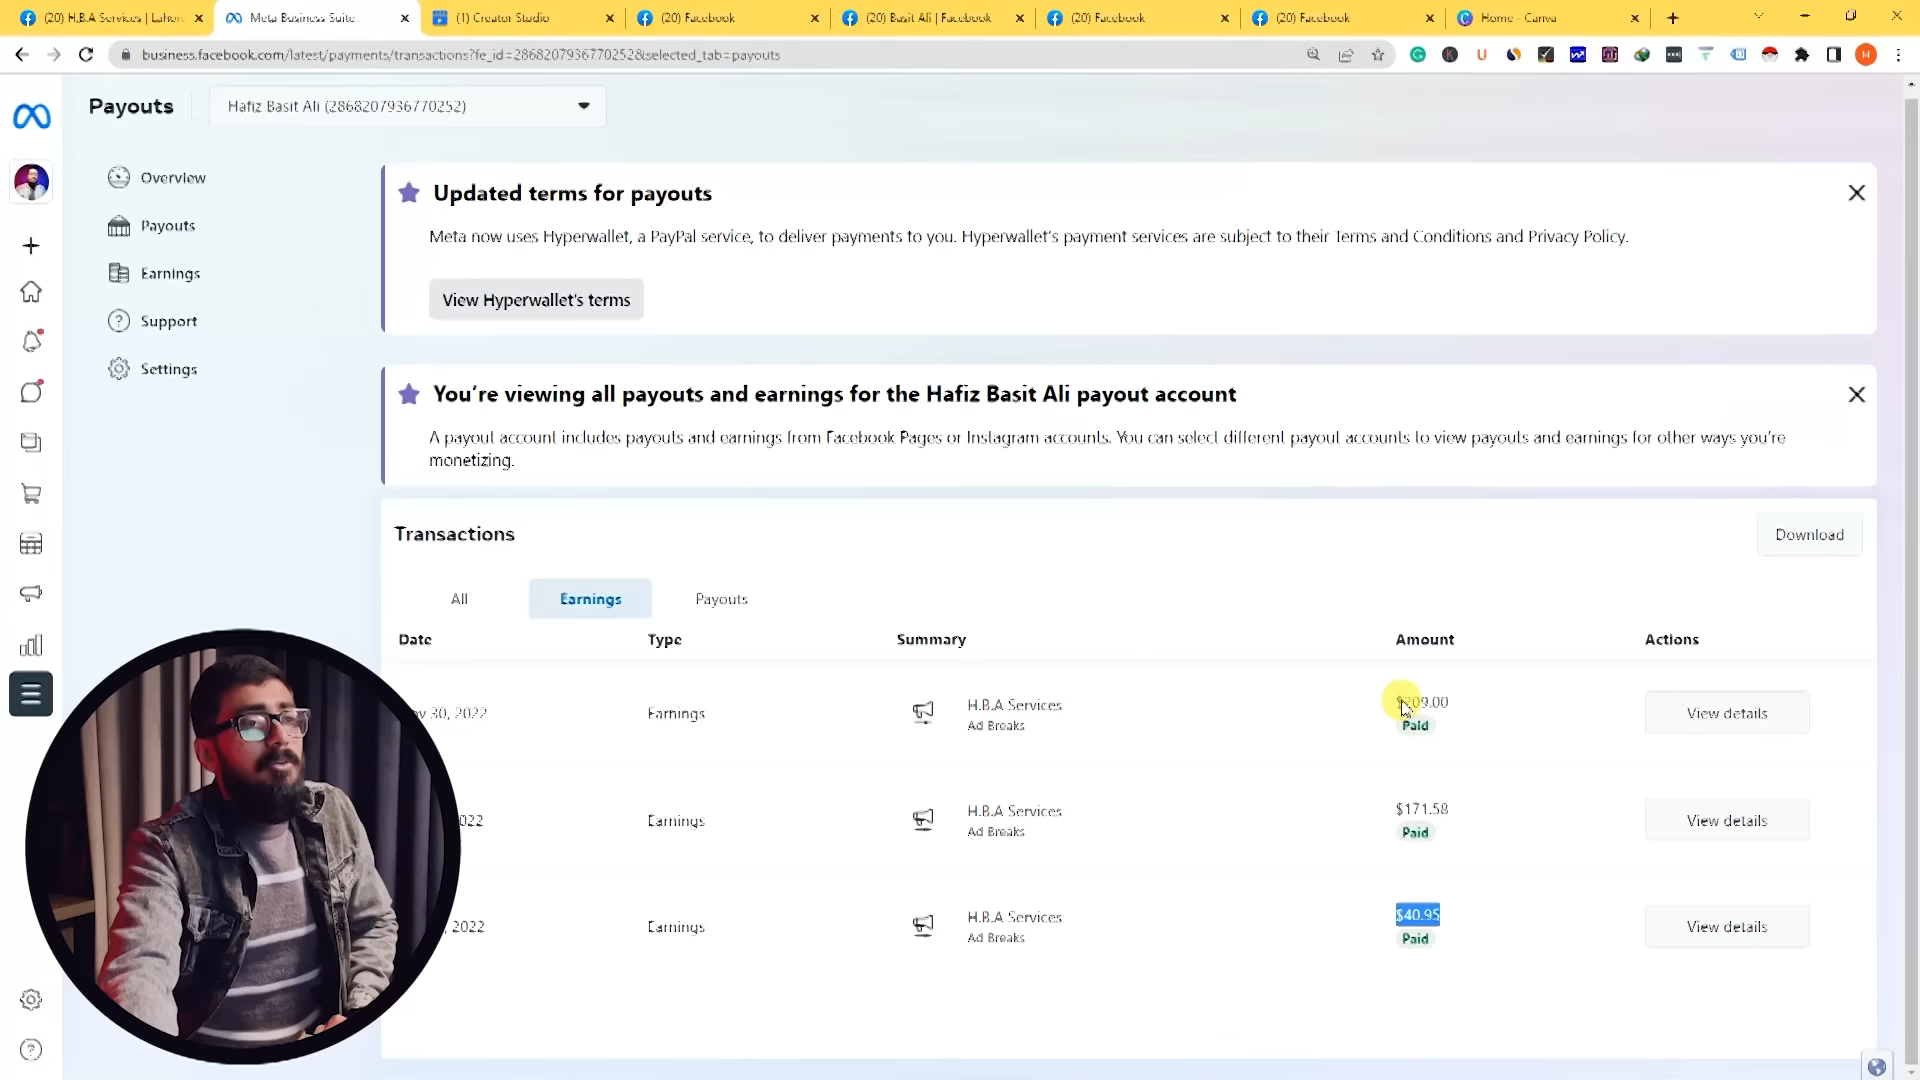 (20) H.B.A Services | Lahor
Meta Business Suite
(1) Creator Studio
(20) Facebook
(20) Basit Ali | Facebook
(20) Facebook
(20) Facebook
Home - Canva
business.facebook.com/latest/payments/transactions?fe_id=2868207936770252&selected_tab=payouts
Payouts
Hafiz Basit Ali (2868207936770252)
Overview
Payouts
Earnings
Support
Settings
Updated terms for payouts
Meta now uses Hyperwallet, a PayPal service, to deliver payments to you. Hyperwallet's payment services are subject to their Terms and Conditions and Privacy Policy.
View Hyperwallet's terms
You're viewing all payouts and earnings for the Hafiz Basit Ali payout account
A payout account includes payouts and earnings from Facebook Pages or Instagram accounts. You can select different payout accounts to view payouts and earnings for other ways you're
monetizing.
Transactions
Download
All
Earnings
Payouts
Date
Type
Summary
Amount
Actions
30, 2022
Earnings
H.B.A Services
Ad Breaks
Paid
View details
Earnings
H.B.A Services
Ad Breaks
$171.58
Paid
View details
2022
Earnings
H.B.A Services
Ad Breaks
$40.95
Paid
View details